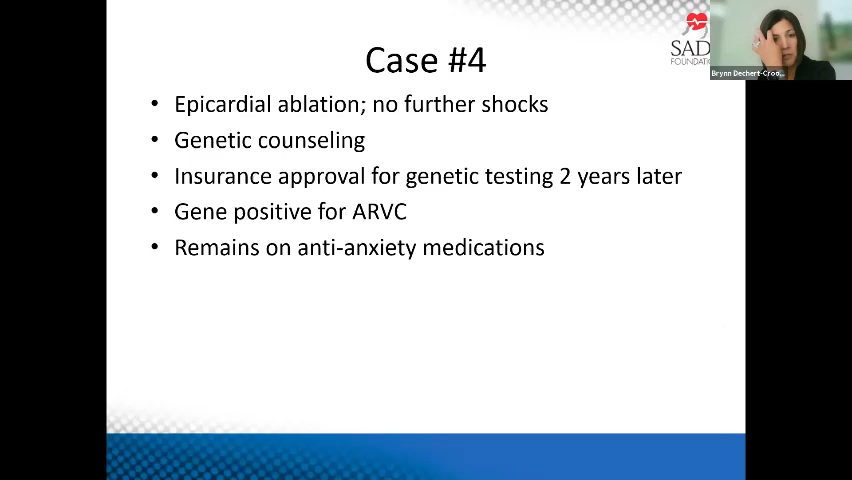 Case #4
SAD
FOUNDATIO
Brynn Dechert-Croo...
• Epicardial ablation; no further shocks
• Genetic counseling
• Insurance approval for genetic testing 2 years later
• Gene positive for ARVC
• Remains on anti-anxiety medications